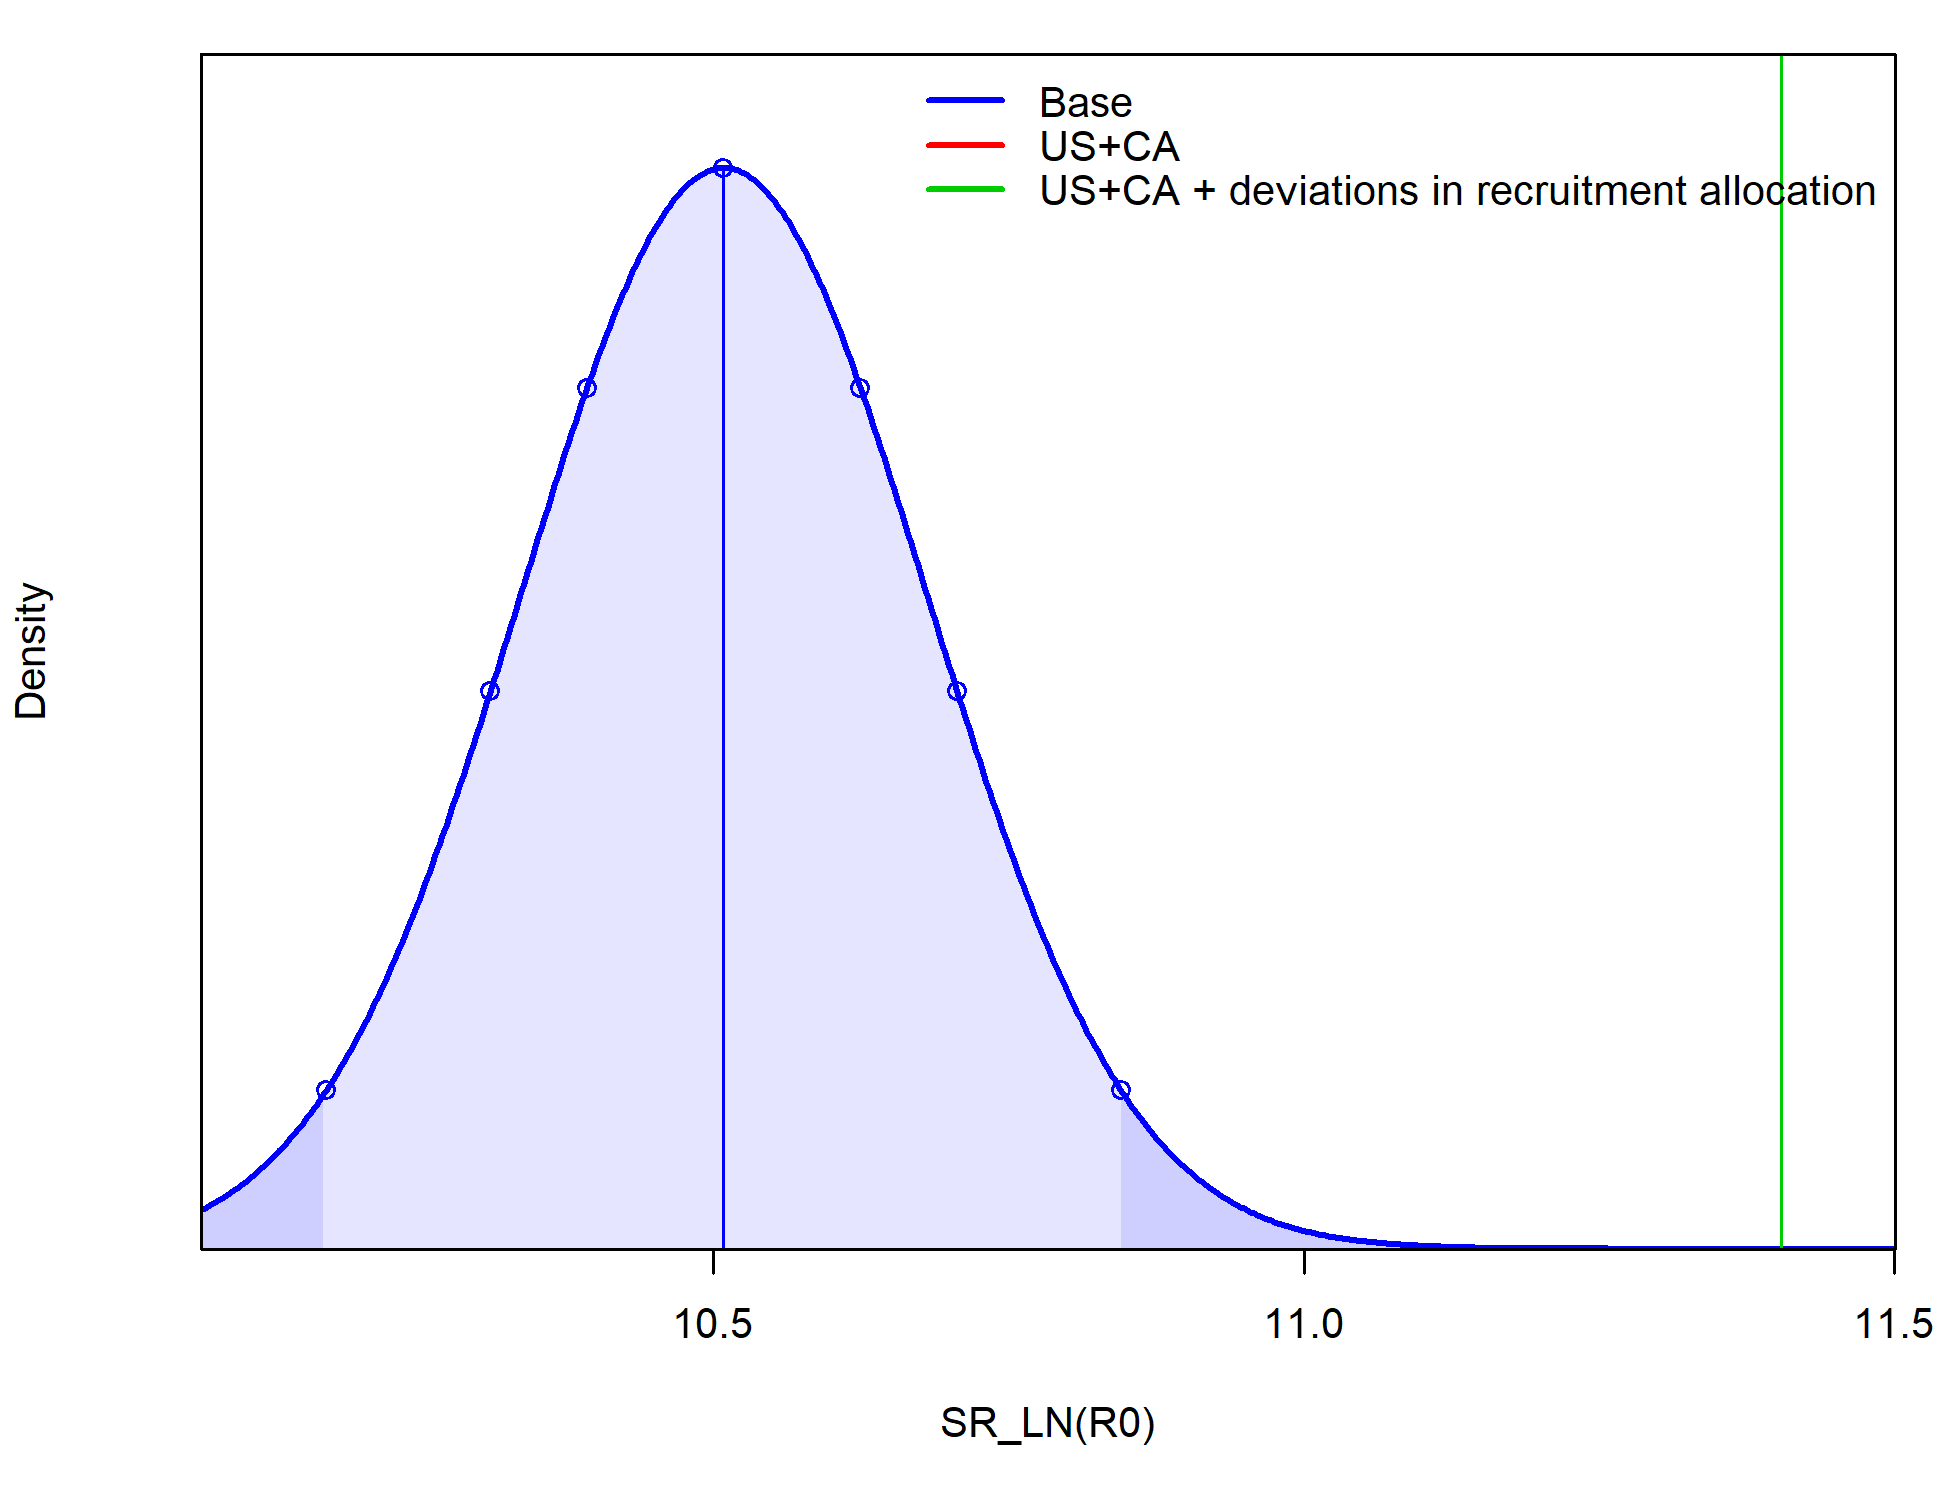 Base
US+CA
US+CA + deviations in recruitment allocation
Density
10.5
11.0
11.5
SR_LN(R0)